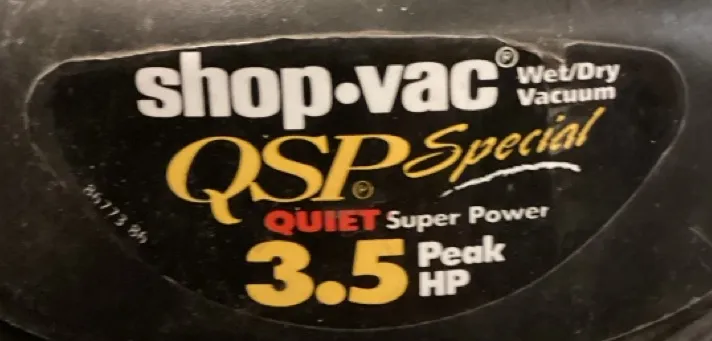 shop·vac® Wet/Dry Vacuum
QSP® Special
QUIET Super Power
3.5 Peak HP